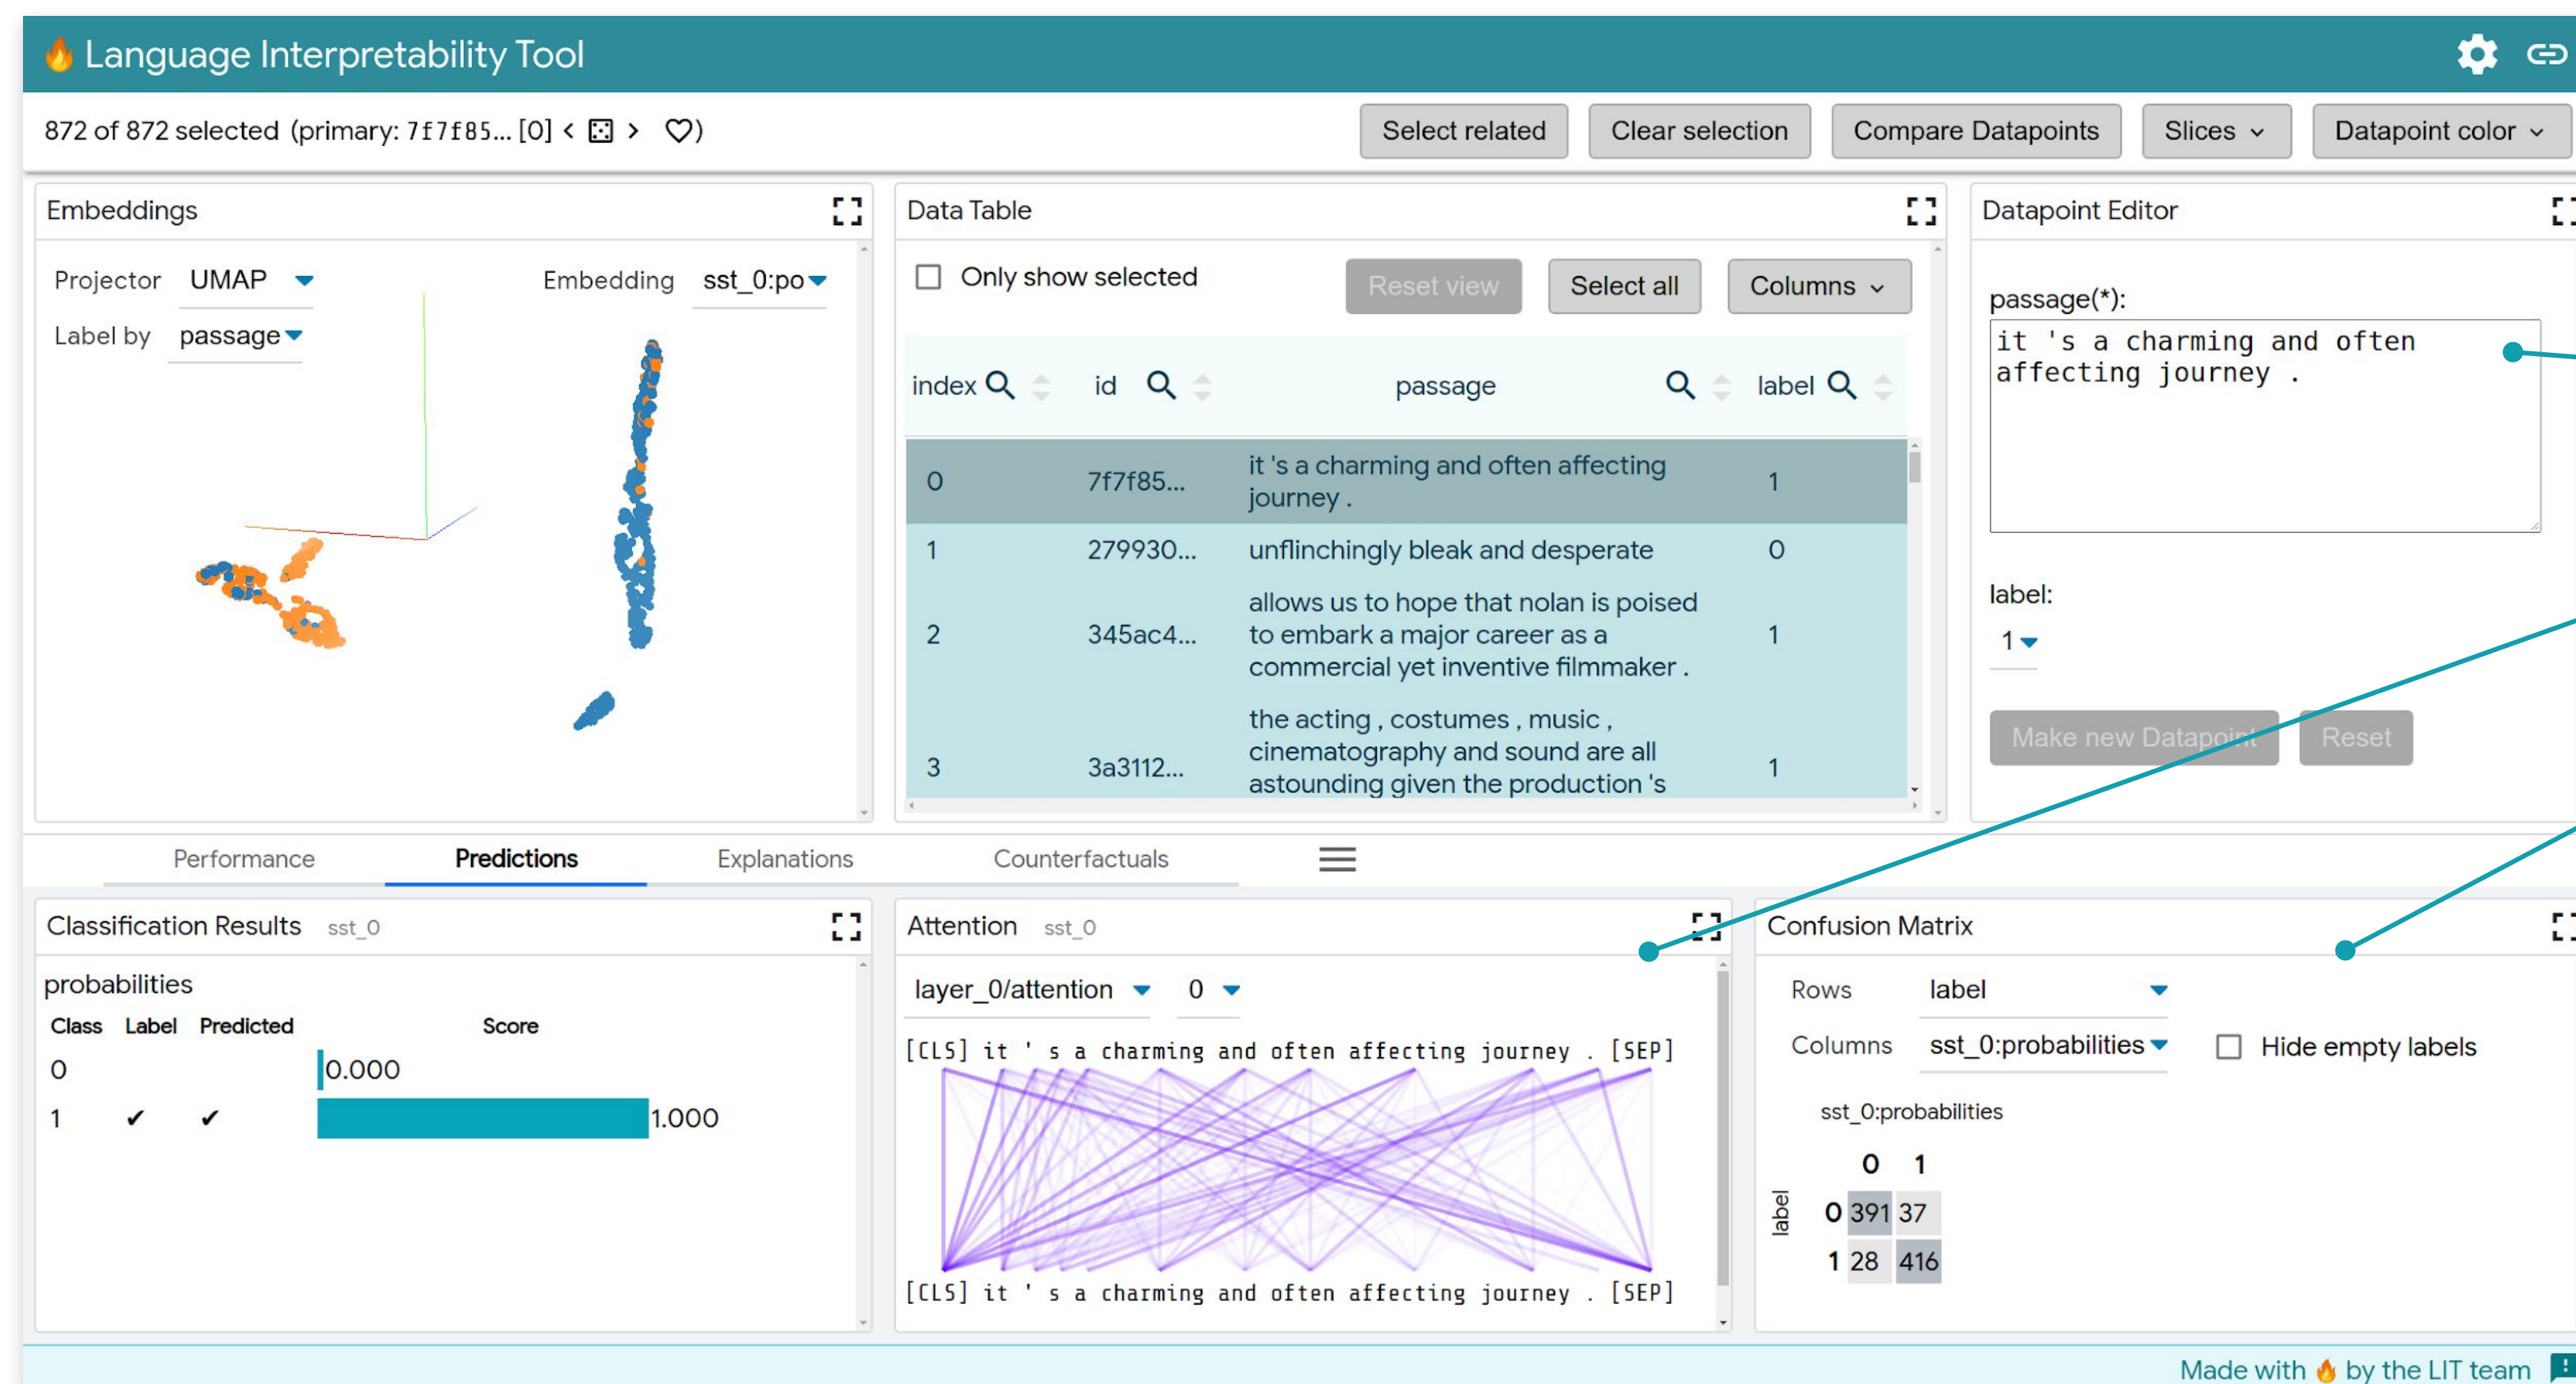 Language Interpretability Tool
872 of 872 selected (primary: 7f7f85... [0] < > ♡)
Select related
Clear selection
Compare Datapoints
Slices
Datapoint color
Embeddings
Projector UMAP
Embedding sst_0:po
Label by passage
Data Table
Only show selected
Reset view
Select all
Columns
index id passage label
0 7f7f85... it 's a charming and often affecting
journey . 1
1 279930... unflinchingly bleak and desperate 0
2 345ac4... allows us to hope that nolan is poised
to embark a major career as a
commercial yet inventive filmmaker . 1
3 3a3112... the acting , costumes , music ,
cinematography and sound are all
astounding given the production 's 1
Datapoint Editor
passage(*):
it 's a charming and often
affecting journey .
label:
1
Make new Datapoint
Reset
Performance
Predictions
Explanations
Counterfactuals
Classification Results sst_0
probabilities
Class Label Predicted Score
0 0.000
1 ✔ ✔ 1.000
Attention sst_0
layer_0/attention 0
[CLS] it ' s a charming and often affecting journey . [SEP]
[CLS] it ' s a charming and often affecting journey . [SEP]
Confusion Matrix
Rows label
Columns sst_0:probabilities
Hide empty labels
sst_0:probabilities
0 1
label
0 391 37
1 28 416
Made with 🔥 by the LIT team